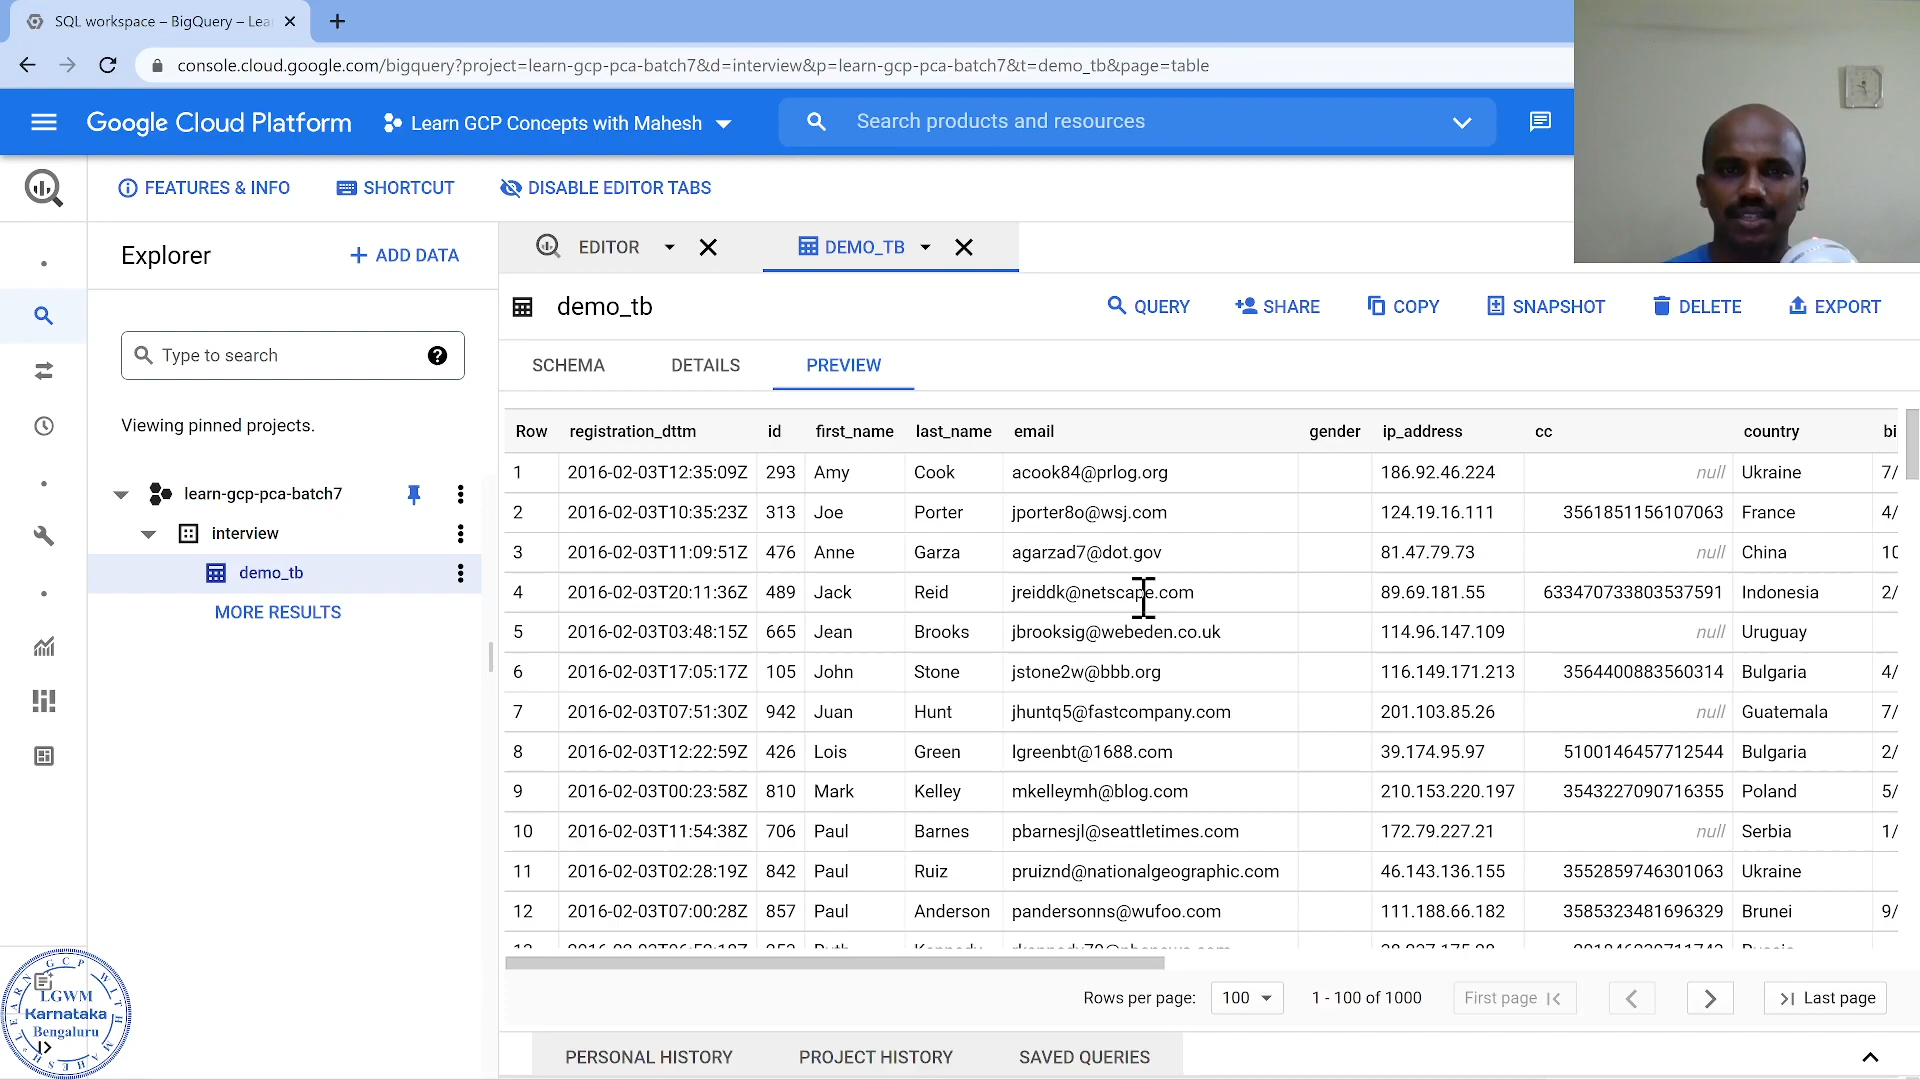 SQL workspace – BigQuery – Lea
console.cloud.google.com/bigquery?project=learn-gcp-pca-batch7&d=interview&p=learn-gcp-pca-batch7&t=demo_tb&page=table
Google Cloud Platform
Learn GCP Concepts with Mahesh
Search products and resources
FEATURES & INFO
SHORTCUT
DISABLE EDITOR TABS
Explorer
+ ADD DATA
Type to search
Viewing pinned projects.
learn-gcp-pca-batch7
interview
demo_tb
MORE RESULTS
EDITOR
DEMO_TB
demo_tb
QUERY
SHARE
COPY
SNAPSHOT
DELETE
EXPORT
SCHEMA
DETAILS
PREVIEW
Row registration_dttm id first_name last_name email gender ip_address cc country bi
1 2016-02-03T12:35:09Z 293 Amy Cook acook84@prlog.org 186.92.46.224 null Ukraine 7/
2 2016-02-03T10:35:23Z 313 Joe Porter jporter8o@wsj.com 124.19.16.111 3561851156107063 France 4/
3 2016-02-03T11:09:51Z 476 Anne Garza agarzad7@dot.gov 81.47.79.73 null China 10
4 2016-02-03T20:11:36Z 489 Jack Reid jreiddk@netscape.com 89.69.181.55 633470733803537591 Indonesia 2/
5 2016-02-03T03:48:15Z 665 Jean Brooks jbrooksig@webeden.co.uk 114.96.147.109 null Uruguay
6 2016-02-03T17:05:17Z 105 John Stone jstone2w@bbb.org 116.149.171.213 3564400883560314 Bulgaria 4/
7 2016-02-03T07:51:30Z 942 Juan Hunt jhuntq5@fastcompany.com 201.103.85.26 null Guatemala 7/
8 2016-02-03T12:22:59Z 426 Lois Green lgreenbt@1688.com 39.174.95.97 5100146457712544 Bulgaria 2/
9 2016-02-03T00:23:58Z 810 Mark Kelley mkelleymh@blog.com 210.153.220.197 3543227090716355 Poland 5/
10 2016-02-03T11:54:38Z 706 Paul Barnes pbarnesjl@seattletimes.com 172.79.227.21 null Serbia 1/
11 2016-02-03T02:28:19Z 842 Paul Ruiz pruiznd@nationalgeographic.com 46.143.136.155 3552859746301063 Ukraine
12 2016-02-03T07:00:28Z 857 Paul Anderson pandersonns@wufoo.com 111.188.66.182 3585323481696329 Brunei 9/
Rows per page: 100 1 - 100 of 1000 First page Last page
PERSONAL HISTORY
PROJECT HISTORY
SAVED QUERIES
LEARN GCP WITH MAHESH
LGWM
Karnataka
Bengaluru